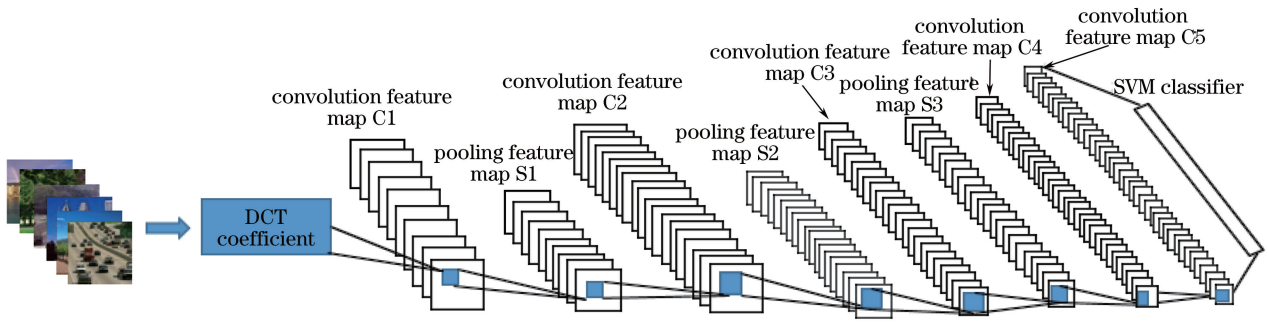 convolution feature
map C1
pooling feature
map S1
convolution feature
map C2
pooling feature
map S2
convolution feature
map C3
pooling feature
map S3
convolution
feature map C4
convolution
feature map C5
SVM classifier
DCT
coefficient